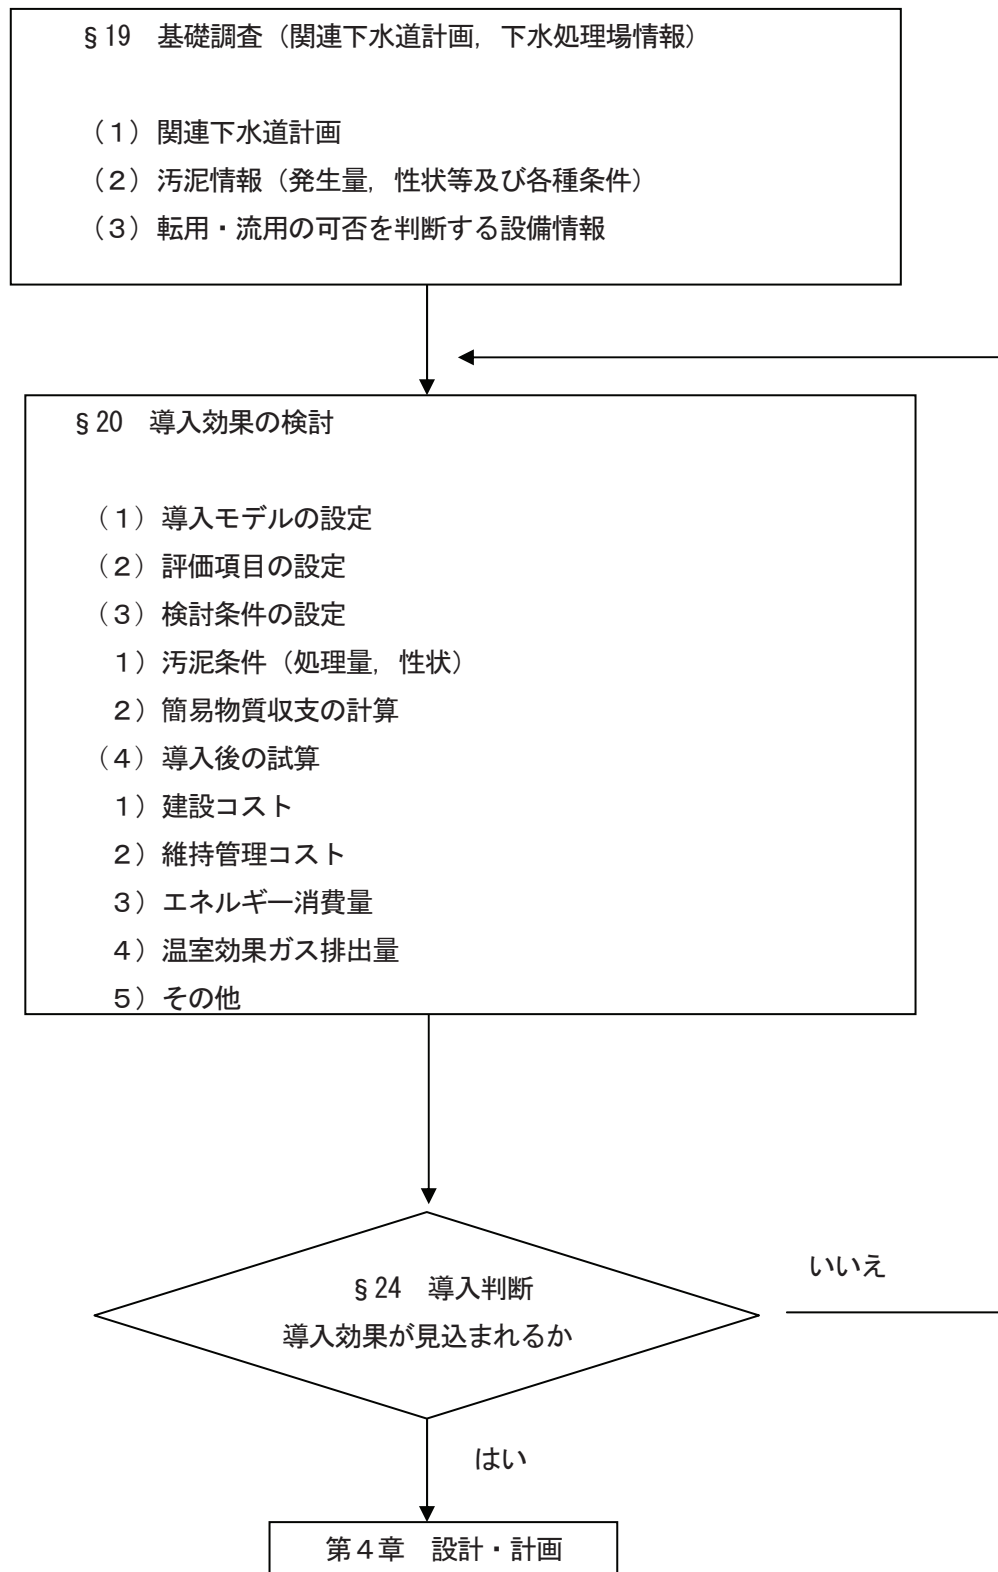 §19　基礎調査（関連下水道計画，下水処理場情報）
（１）関連下水道計画
（２）汚泥情報（発生量，性状等及び各種条件）
（３）転用・流用の可否を判断する設備情報
§20　導入効果の検討
（１）導入モデルの設定
（２）評価項目の設定
（３）検討条件の設定
１）汚泥条件（処理量，性状）
２）簡易物質収支の計算
（４）導入後の試算
１）建設コスト
２）維持管理コスト
３）エネルギー消費量
４）温室効果ガス排出量
５）その他
§24　導入判断
導入効果が見込まれるか
いいえ
はい
第４章　設計・計画